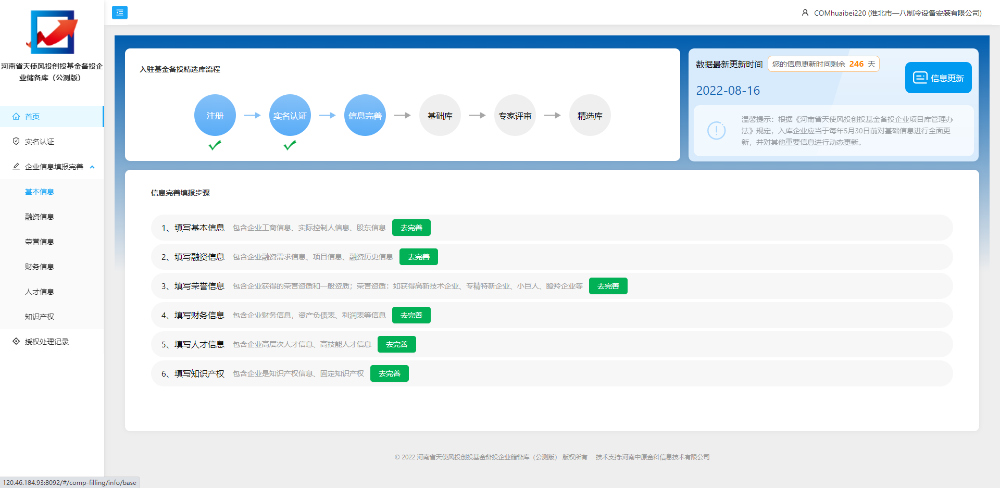 河南省天使风投创投基金备投企
业储备库（公测版）
首页
实名认证
企业信息填报完善
基本信息
融资信息
荣誉信息
财务信息
人才信息
知识产权
授权处理记录
COMhuaibei220 (淮北市一八制冷设备安装有限公司)
入驻基金备投精选库流程
注册
实名认证
信息完善
基础库
专家评审
精选库
数据最新更新时间 您的信息更新时间剩余 246 天
2022-08-16
信息更新
温馨提示：根据《河南省天使风投创投基金备投企业项目库管理办
法》规定，入库企业应当于每年5月30日前对基础信息进行全面更
新，并对其他重要信息进行动态更新。
信息完善填报步骤
1、填写基本信息 包含企业工商信息、实际控制人信息、股东信息 去完善
2、填写融资信息 包含企业融资需求信息、项目信息、融资历史信息 去完善
3、填写荣誉信息 包含企业获得的荣誉资质和一般资质；荣誉资质：如获得高新技术企业、专精特新企业、小巨人、瞪羚企业等 去完善
4、填写财务信息 包含企业财务信息，资产负债表、利润表等信息 去完善
5、填写人才信息 包含企业高层次人才信息、高技能人才信息 去完善
6、填写知识产权 包含企业是知识产权信息、固定知识产权 去完善
© 2022 河南省天使风投创投基金备投企业储备库（公测版） 版权所有 技术支持:河南中原金科信息技术有限公司
120.46.184.93:8092/#/comp-filling/info/base